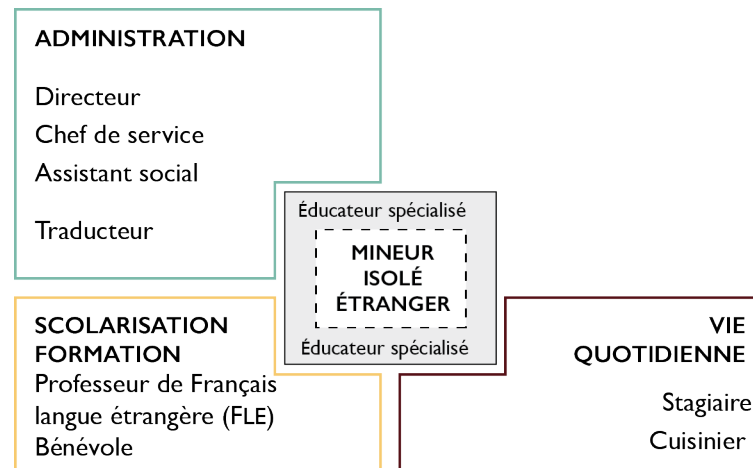 ADMINISTRATION
Directeur
Chef de service
Assistant social
Traducteur
Éducateur spécialisé
MINEUR
ISOLÉ
ÉTRANGER
Éducateur spécialisé
SCOLARISATION
FORMATION
Professeur de Français
langue étrangère (FLE)
Bénévole
VIE
QUOTIDIENNE
Stagiaire
Cuisinier